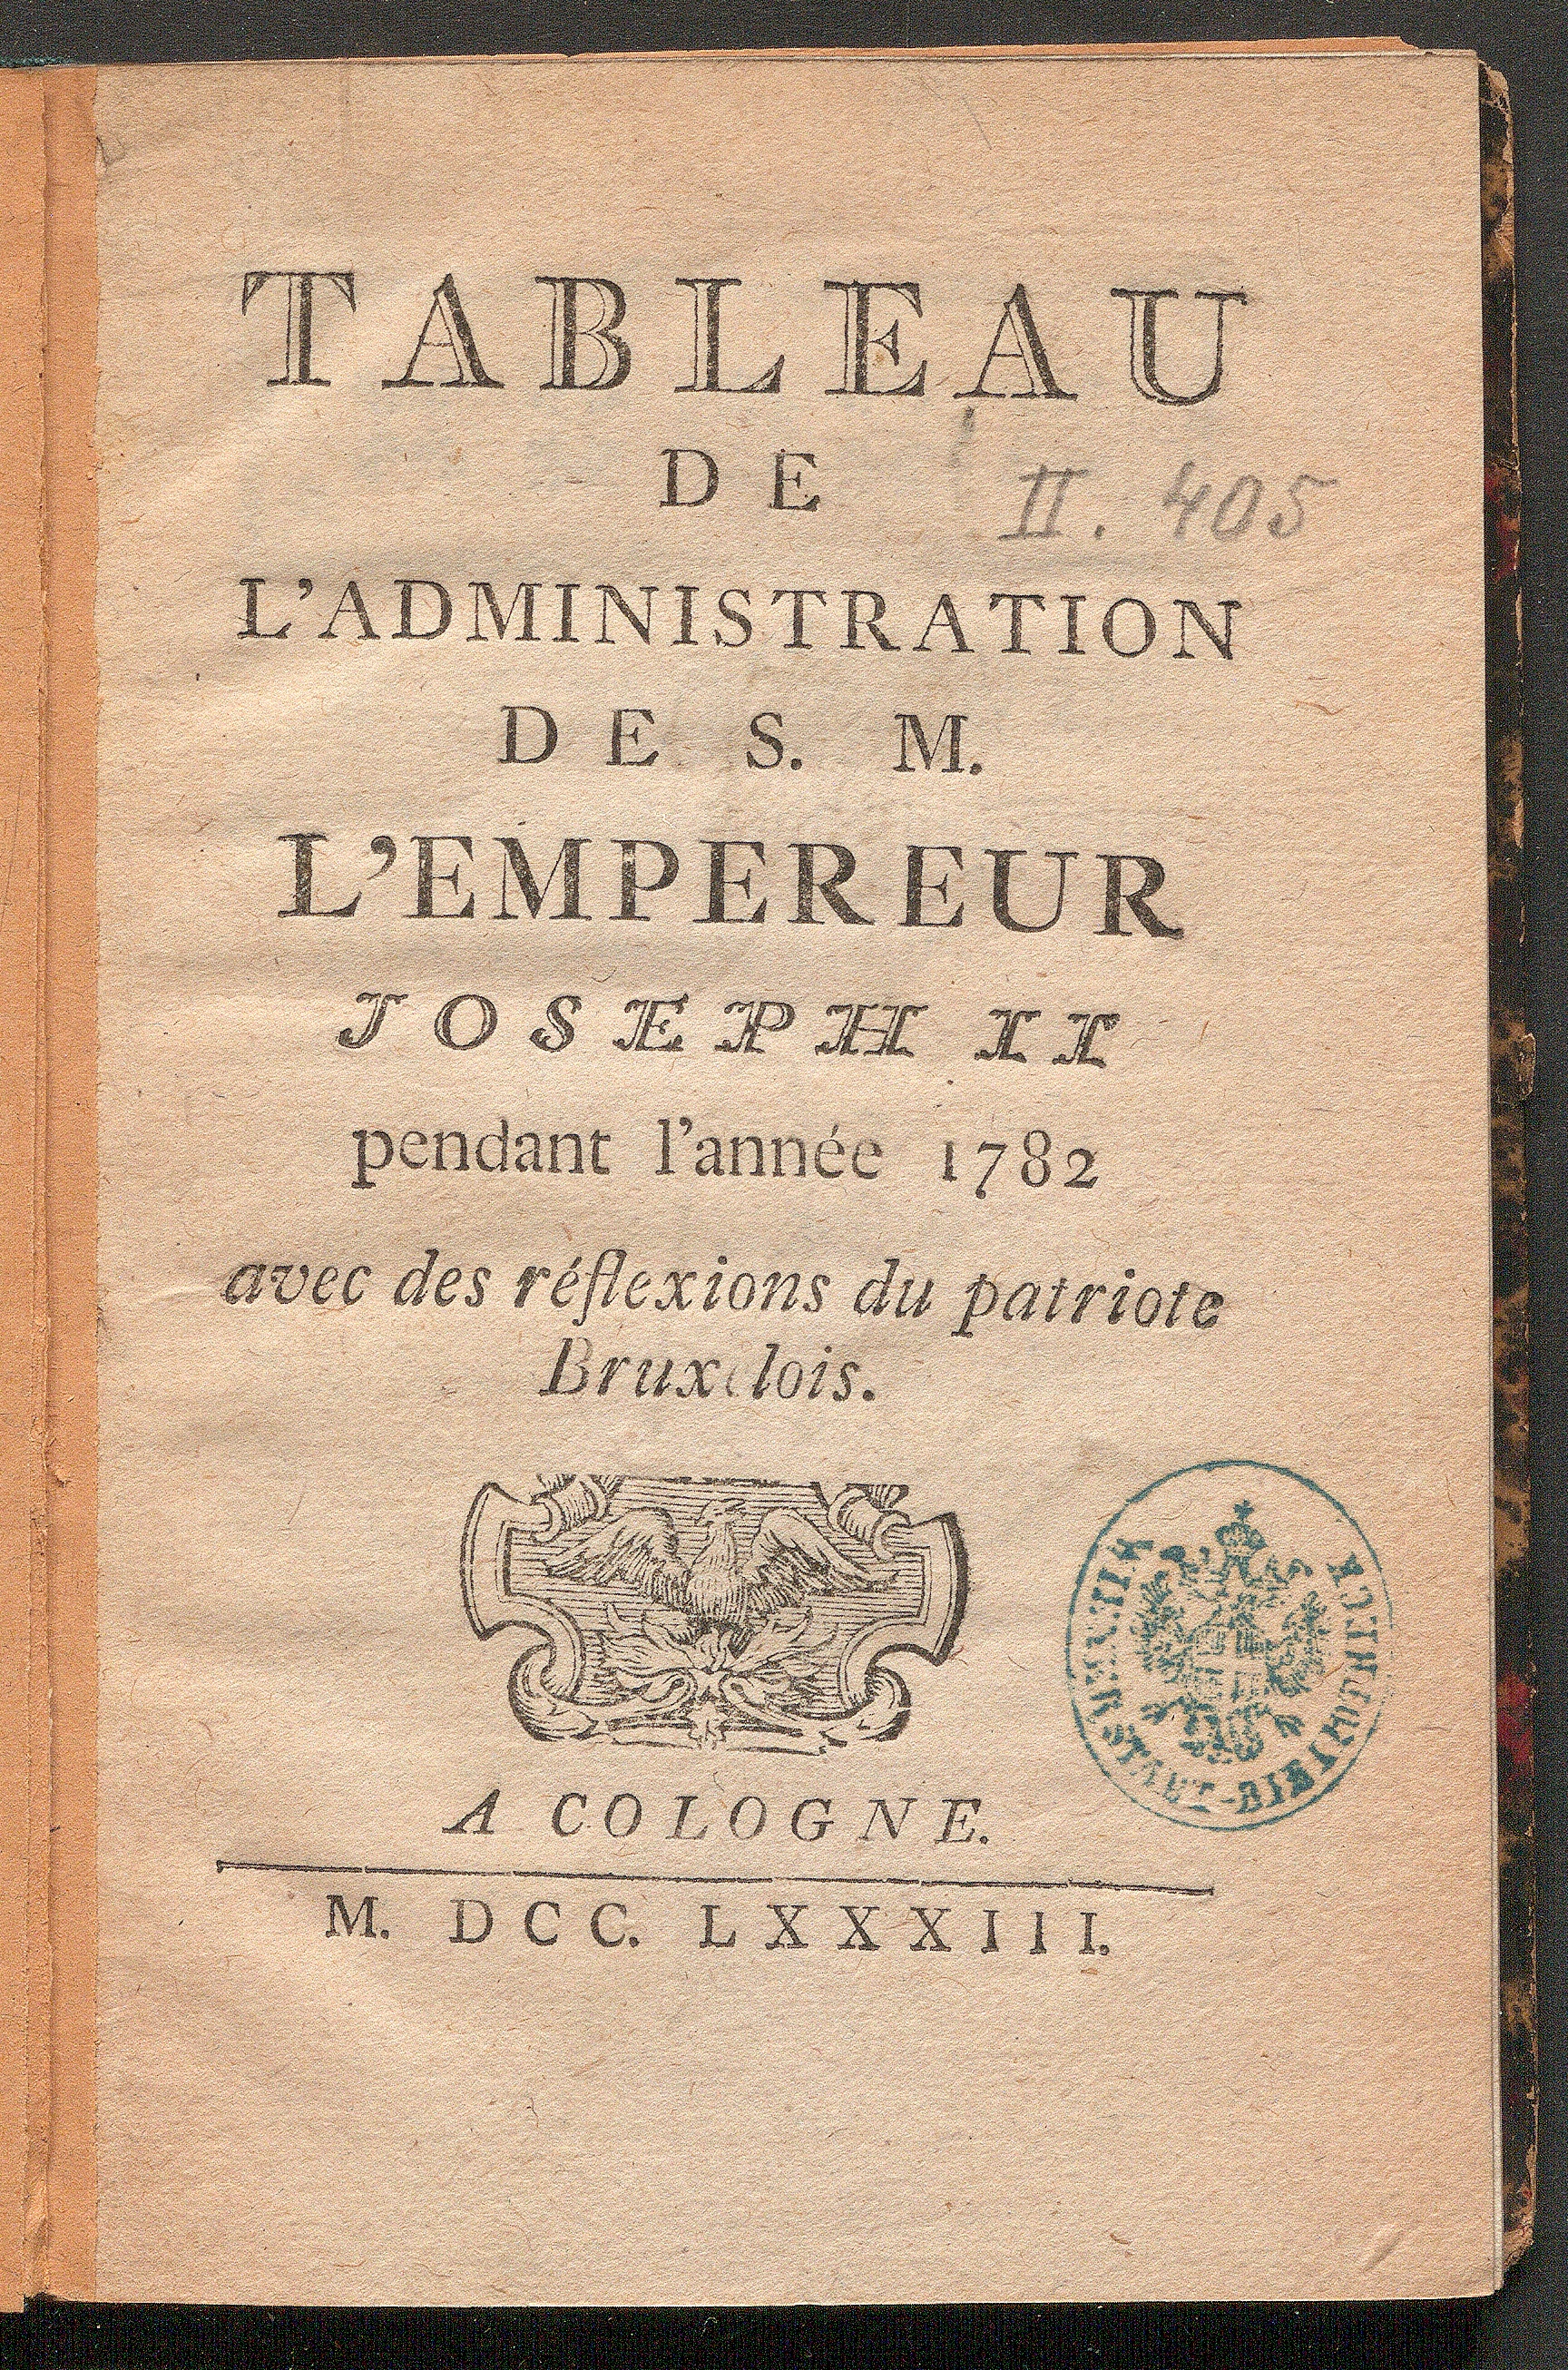 TABLEAU
DE
II. 405
L'ADMINISTRATION
DE S. M.
L'EMPEREUR
JOSEPH II
pendant l'année 1782
avec des réflexions du patriote
Bruxelois.
A COLOGNE.
M. DCC. LXXXIII.